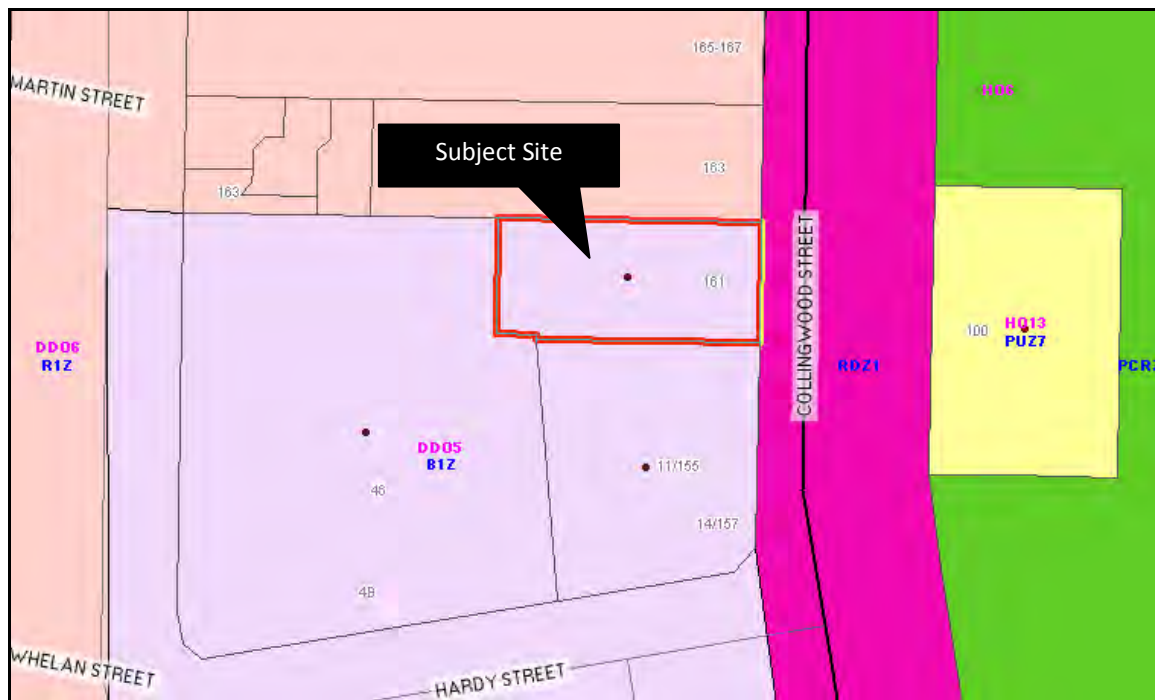 165-167
MARTIN STREET
HO6
Subject Site
163
163
COLLINGWOOD STREET
161
HO13
100
PUZ7
DDO6
R1Z
RDZ1
DDO5
B1Z
11/155
46
14/157
48
WHELAN STREET
HARDY STREET